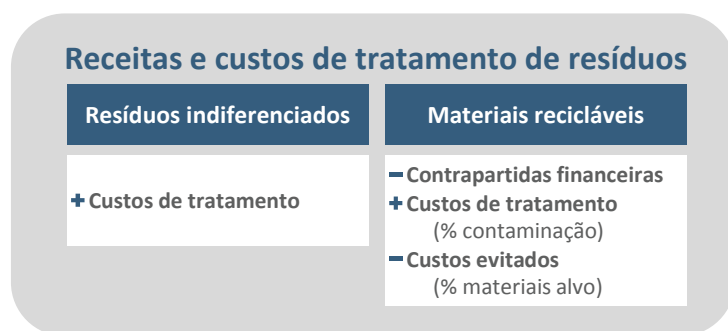 Receitas e custos de tratamento de resíduos
Resíduos indiferenciados
+ Custos de tratamento
Materiais recicláveis
− Contrapartidas financeiras
+ Custos de tratamento
(% contaminação)
− Custos evitados
(% materiais alvo)